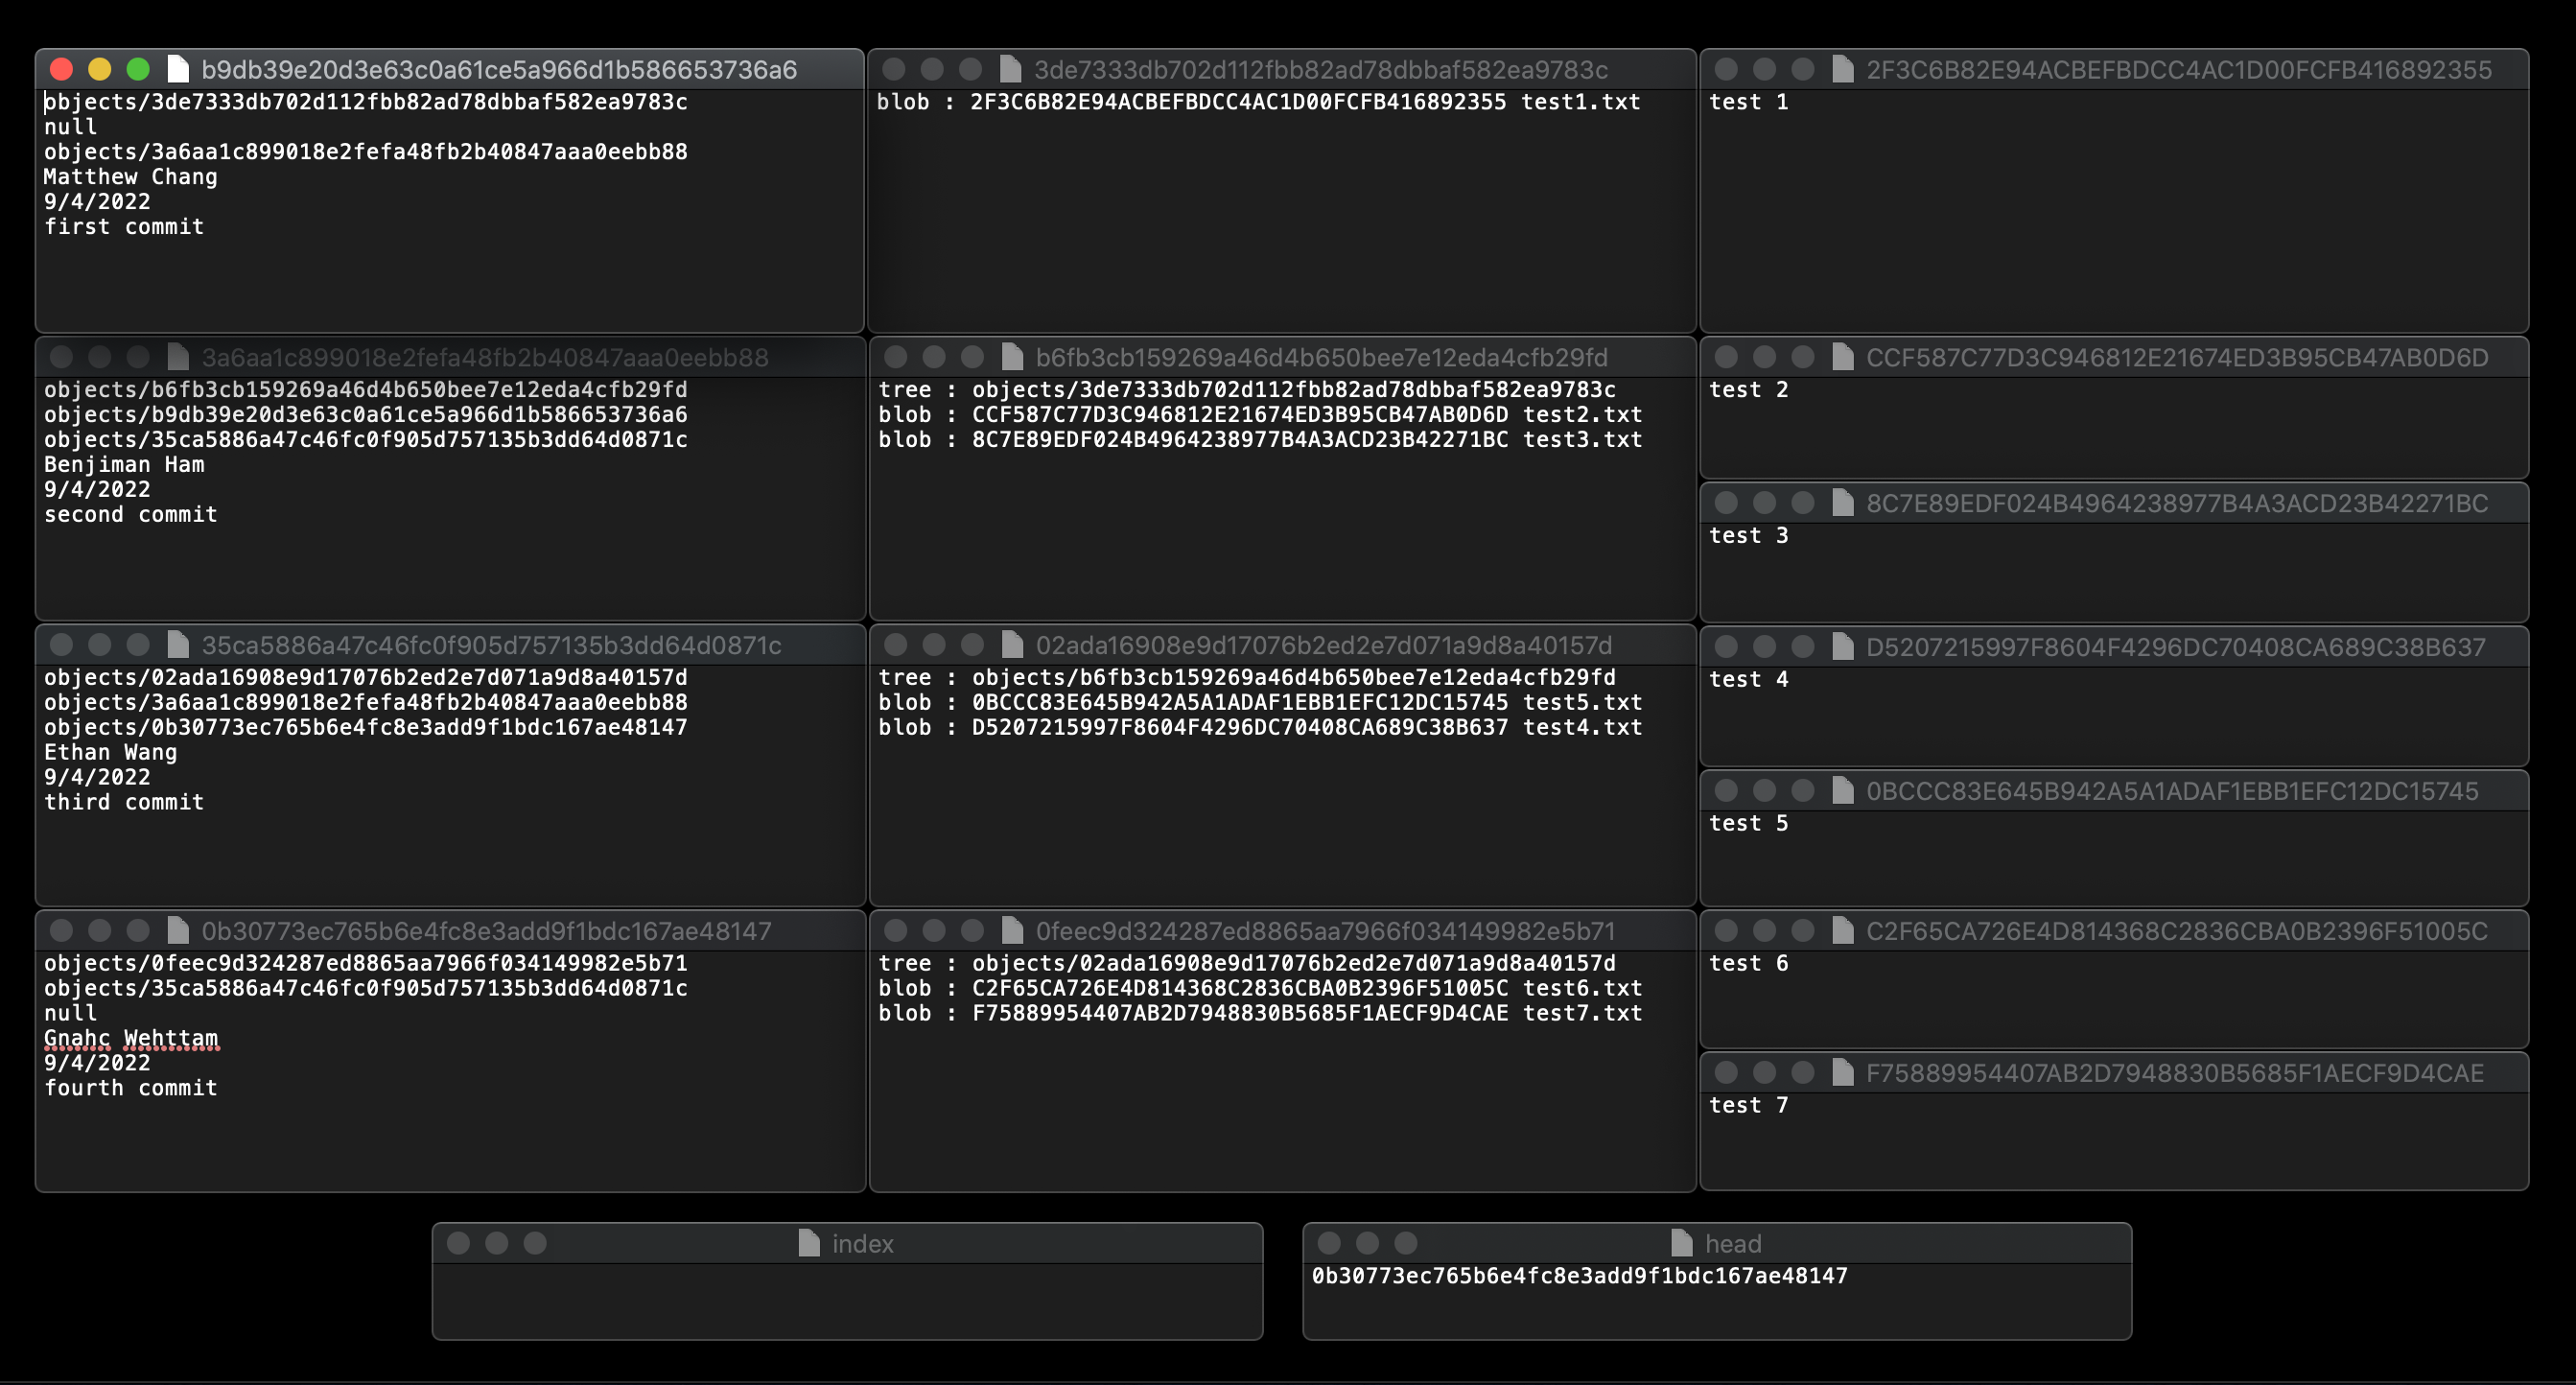 b9db39e20d3e63c0a61ce5a966d1b586653736a6
objects/3de7333db702d112fbb82ad78dbbaf582ea9783c
null
objects/3a6aa1c899018e2fefa48fb2b40847aaa0eebb88
Matthew Chang
9/4/2022
first commit
3de7333db702d112fbb82ad78dbbaf582ea9783c
blob : 2F3C6B82E94ACBEFBDCC4AC1D00FCFB416892355 test1.txt
2F3C6B82E94ACBEFBDCC4AC1D00FCFB416892355
test 1
3a6aa1c899018e2fefa48fb2b40847aaa0eebb88
objects/b6fb3cb159269a46d4b650bee7e12eda4cfb29fd
objects/b9db39e20d3e63c0a61ce5a966d1b586653736a6
objects/35ca5886a47c46fc0f905d757135b3dd64d0871c
Benjiman Ham
9/4/2022
second commit
b6fb3cb159269a46d4b650bee7e12eda4cfb29fd
tree : objects/3de7333db702d112fbb82ad78dbbaf582ea9783c
blob : CCF587C77D3C946812E21674ED3B95CB47AB0D6D test2.txt
blob : 8C7E89EDF024B4964238977B4A3ACD23B42271BC test3.txt
CCF587C77D3C946812E21674ED3B95CB47AB0D6D
test 2
8C7E89EDF024B4964238977B4A3ACD23B42271BC
test 3
35ca5886a47c46fc0f905d757135b3dd64d0871c
objects/02ada16908e9d17076b2ed2e7d071a9d8a40157d
objects/3a6aa1c899018e2fefa48fb2b40847aaa0eebb88
objects/0b30773ec765b6e4fc8e3add9f1bdc167ae48147
Ethan Wang
9/4/2022
third commit
02ada16908e9d17076b2ed2e7d071a9d8a40157d
tree : objects/b6fb3cb159269a46d4b650bee7e12eda4cfb29fd
blob : 0BCCC83E645B942A5A1ADAF1EBB1EFC12DC15745 test5.txt
blob : D5207215997F8604F4296DC70408CA689C38B637 test4.txt
D5207215997F8604F4296DC70408CA689C38B637
test 4
0BCCC83E645B942A5A1ADAF1EBB1EFC12DC15745
test 5
0b30773ec765b6e4fc8e3add9f1bdc167ae48147
objects/0feec9d324287ed8865aa7966f034149982e5b71
objects/35ca5886a47c46fc0f905d757135b3dd64d0871c
null
Gnahc Wehttam
9/4/2022
fourth commit
0feec9d324287ed8865aa7966f034149982e5b71
tree : objects/02ada16908e9d17076b2ed2e7d071a9d8a40157d
blob : C2F65CA726E4D814368C2836CBA0B2396F51005C test6.txt
blob : F75889954407AB2D7948830B5685F1AECF9D4CAE test7.txt
C2F65CA726E4D814368C2836CBA0B2396F51005C
test 6
F75889954407AB2D7948830B5685F1AECF9D4CAE
test 7
index
head
0b30773ec765b6e4fc8e3add9f1bdc167ae48147